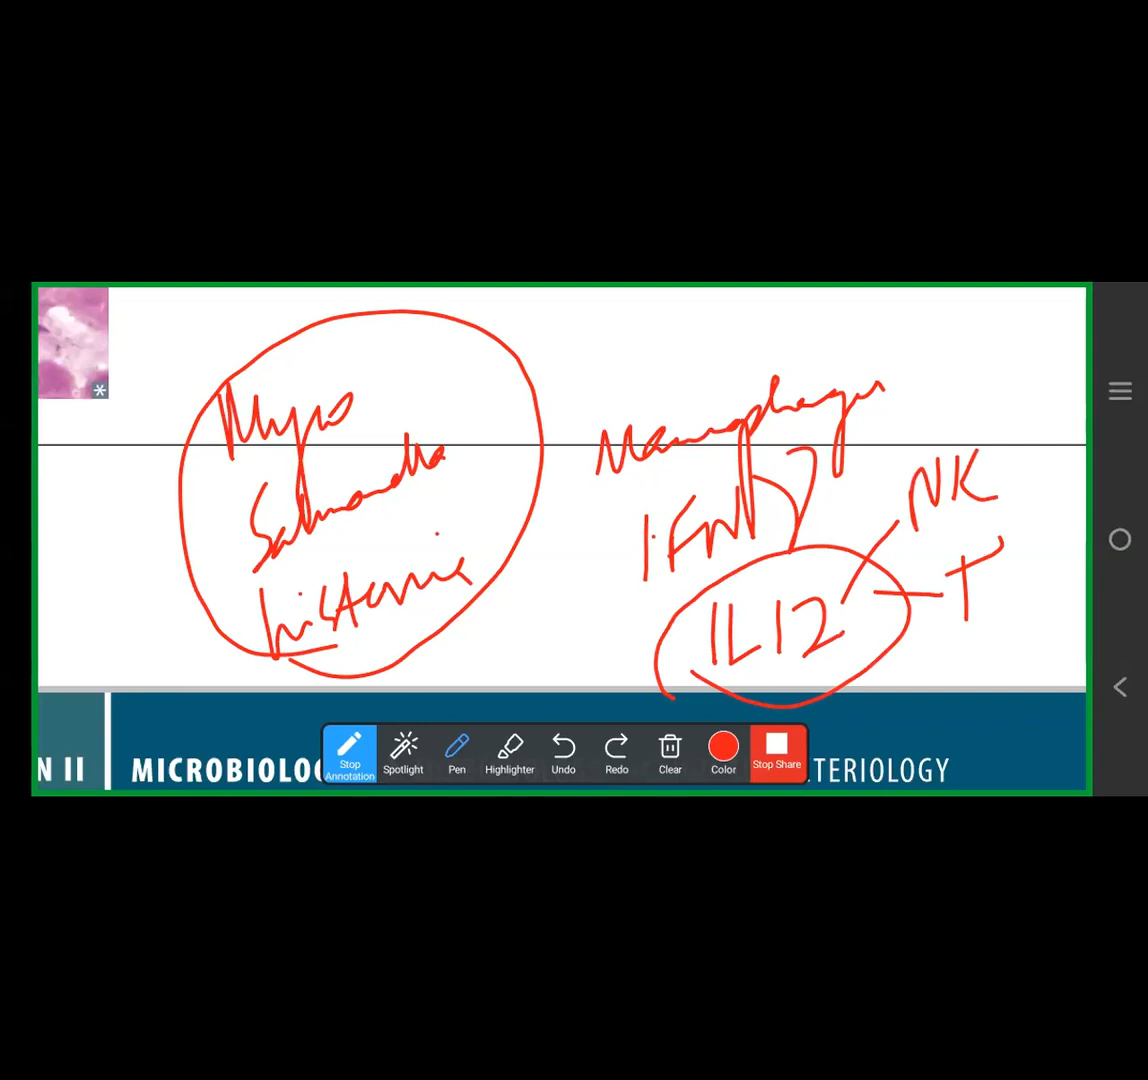 Myco
Salmonella
Listeria
Macrophages
IFN γ
IL12
NK
T
N II
MICROBIOLO
TERIOLOGY
Stop Annotation
Spotlight
Pen
Highlighter
Undo
Redo
Clear
Color
Stop Share